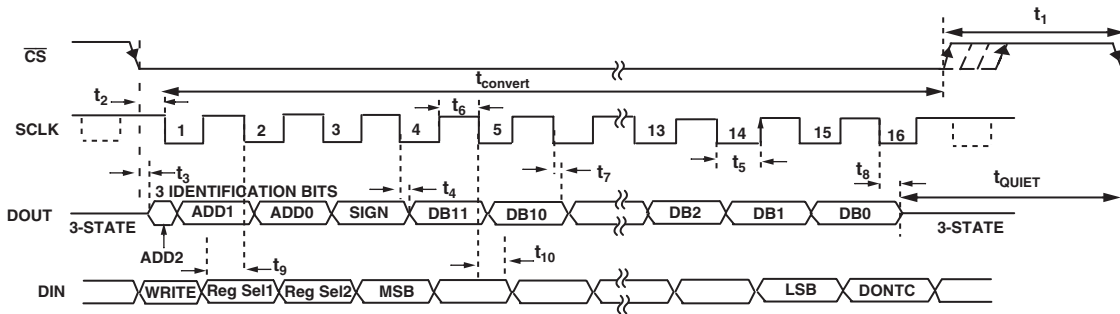 t1
CS
tconvert
t2
t6
SCLK
1 2 3 4 5 13 14 15 16
t5
t7
t8
t3
3 IDENTIFICATION BITS
t4
tQUIET
DOUT
ADD1 ADD0 SIGN DB11 DB10 DB2 DB1 DB0
3-STATE
3-STATE
ADD2
t9
t10
DIN
WRITE Reg Sel1 Reg Sel2 MSB LSB DONTC